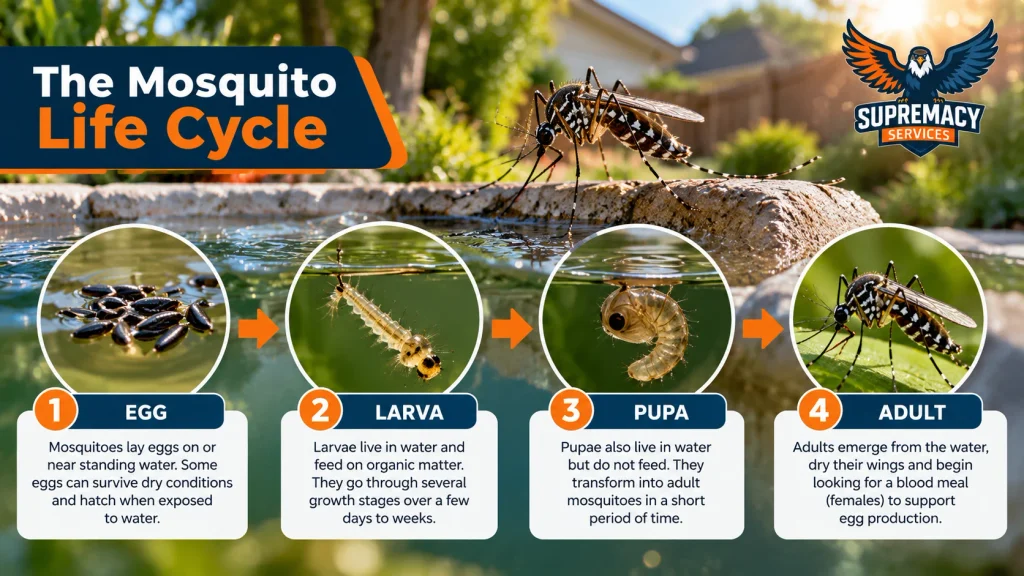 The Mosquito
Life Cycle
SUPREMACY
SERVICES
1 EGG
Mosquitoes lay eggs on or
near standing water. Some
eggs can survive dry conditions
and hatch when exposed
to water.
2 LARVA
Larvae live in water and
feed on organic matter.
They go through several
growth stages over a few
days to weeks.
3 PUPA
Pupae also live in water
but do not feed. They
transform into adult
mosquitoes in a short
period of time.
4 ADULT
Adults emerge from the water,
dry their wings and begin
looking for a blood meal
(females) to support
egg production.